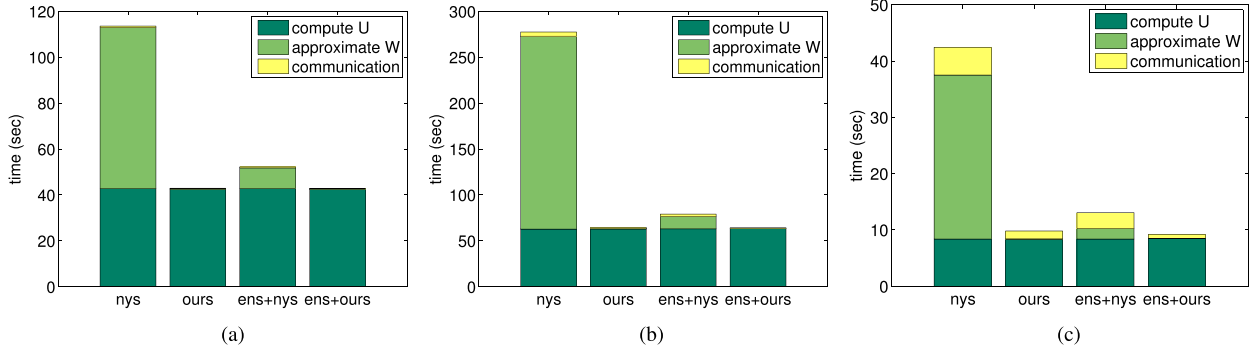 120
100
80
60
40
20
0
time (sec)
compute U
approximate W
communication
nys ours ens+nys ens+ours
(a)
300
250
200
150
100
50
0
time (sec)
compute U
approximate W
communication
nys ours ens+nys ens+ours
(b)
50
40
30
20
10
0
time (sec)
compute U
approximate W
communication
nys ours ens+nys ens+ours
(c)